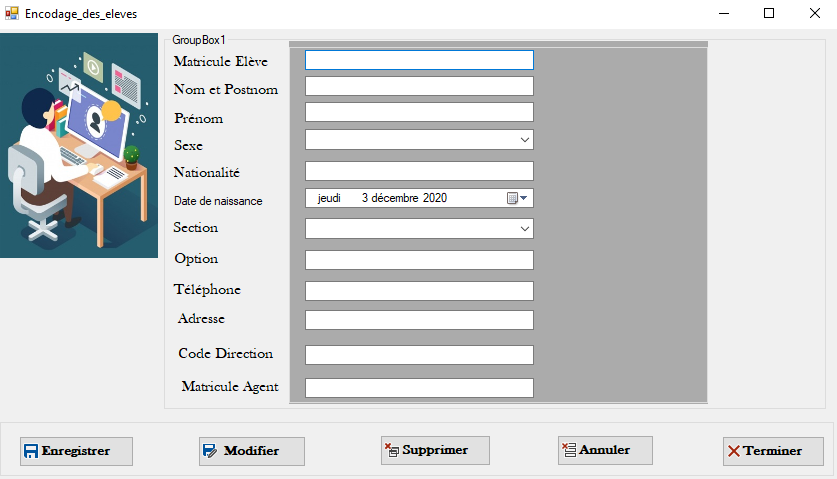 Encodage_des_eleves
GroupBox1
Matricule Elève
Nom et Postnom
Prénom
Sexe
Nationalité
Date de naissance jeudi 3 décembre 2020
Section
Option
Téléphone
Adresse
Code Direction
Matricule Agent
Enregistrer Modifier Supprimer Annuler Terminer